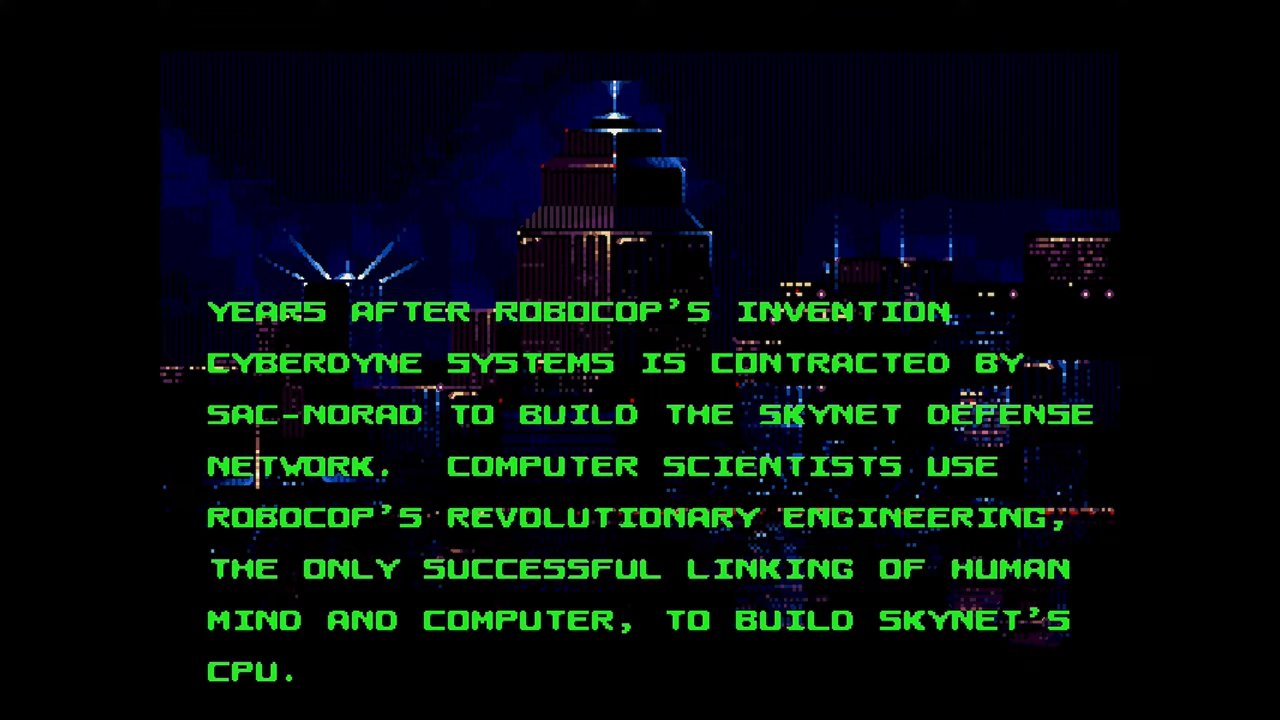 YEARS AFTER ROBOCOP'S INVENTION
CYBERDYNE SYSTEMS IS CONTRACTED BY
SAC-NORAD TO BUILD THE SKYNET DEFENSE
NETWORK.  COMPUTER SCIENTISTS USE
ROBOCOP'S REVOLUTIONARY ENGINEERING,
THE ONLY SUCCESSFUL LINKING OF HUMAN
MIND AND COMPUTER, TO BUILD SKYNET'S
CPU.